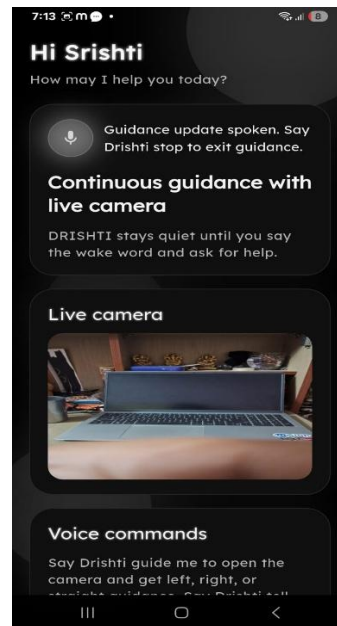 7:13 m
8
Hi Srishti
How may I help you today?
Guidance update spoken. Say
Drishti stop to exit guidance.
Continuous guidance with
live camera
DRISHTI stays quiet until you say
the wake word and ask for help.
Live camera
Voice commands
Say Drishti guide me to open the
camera and get left, right, or
straight guidance. Say Drishti tell